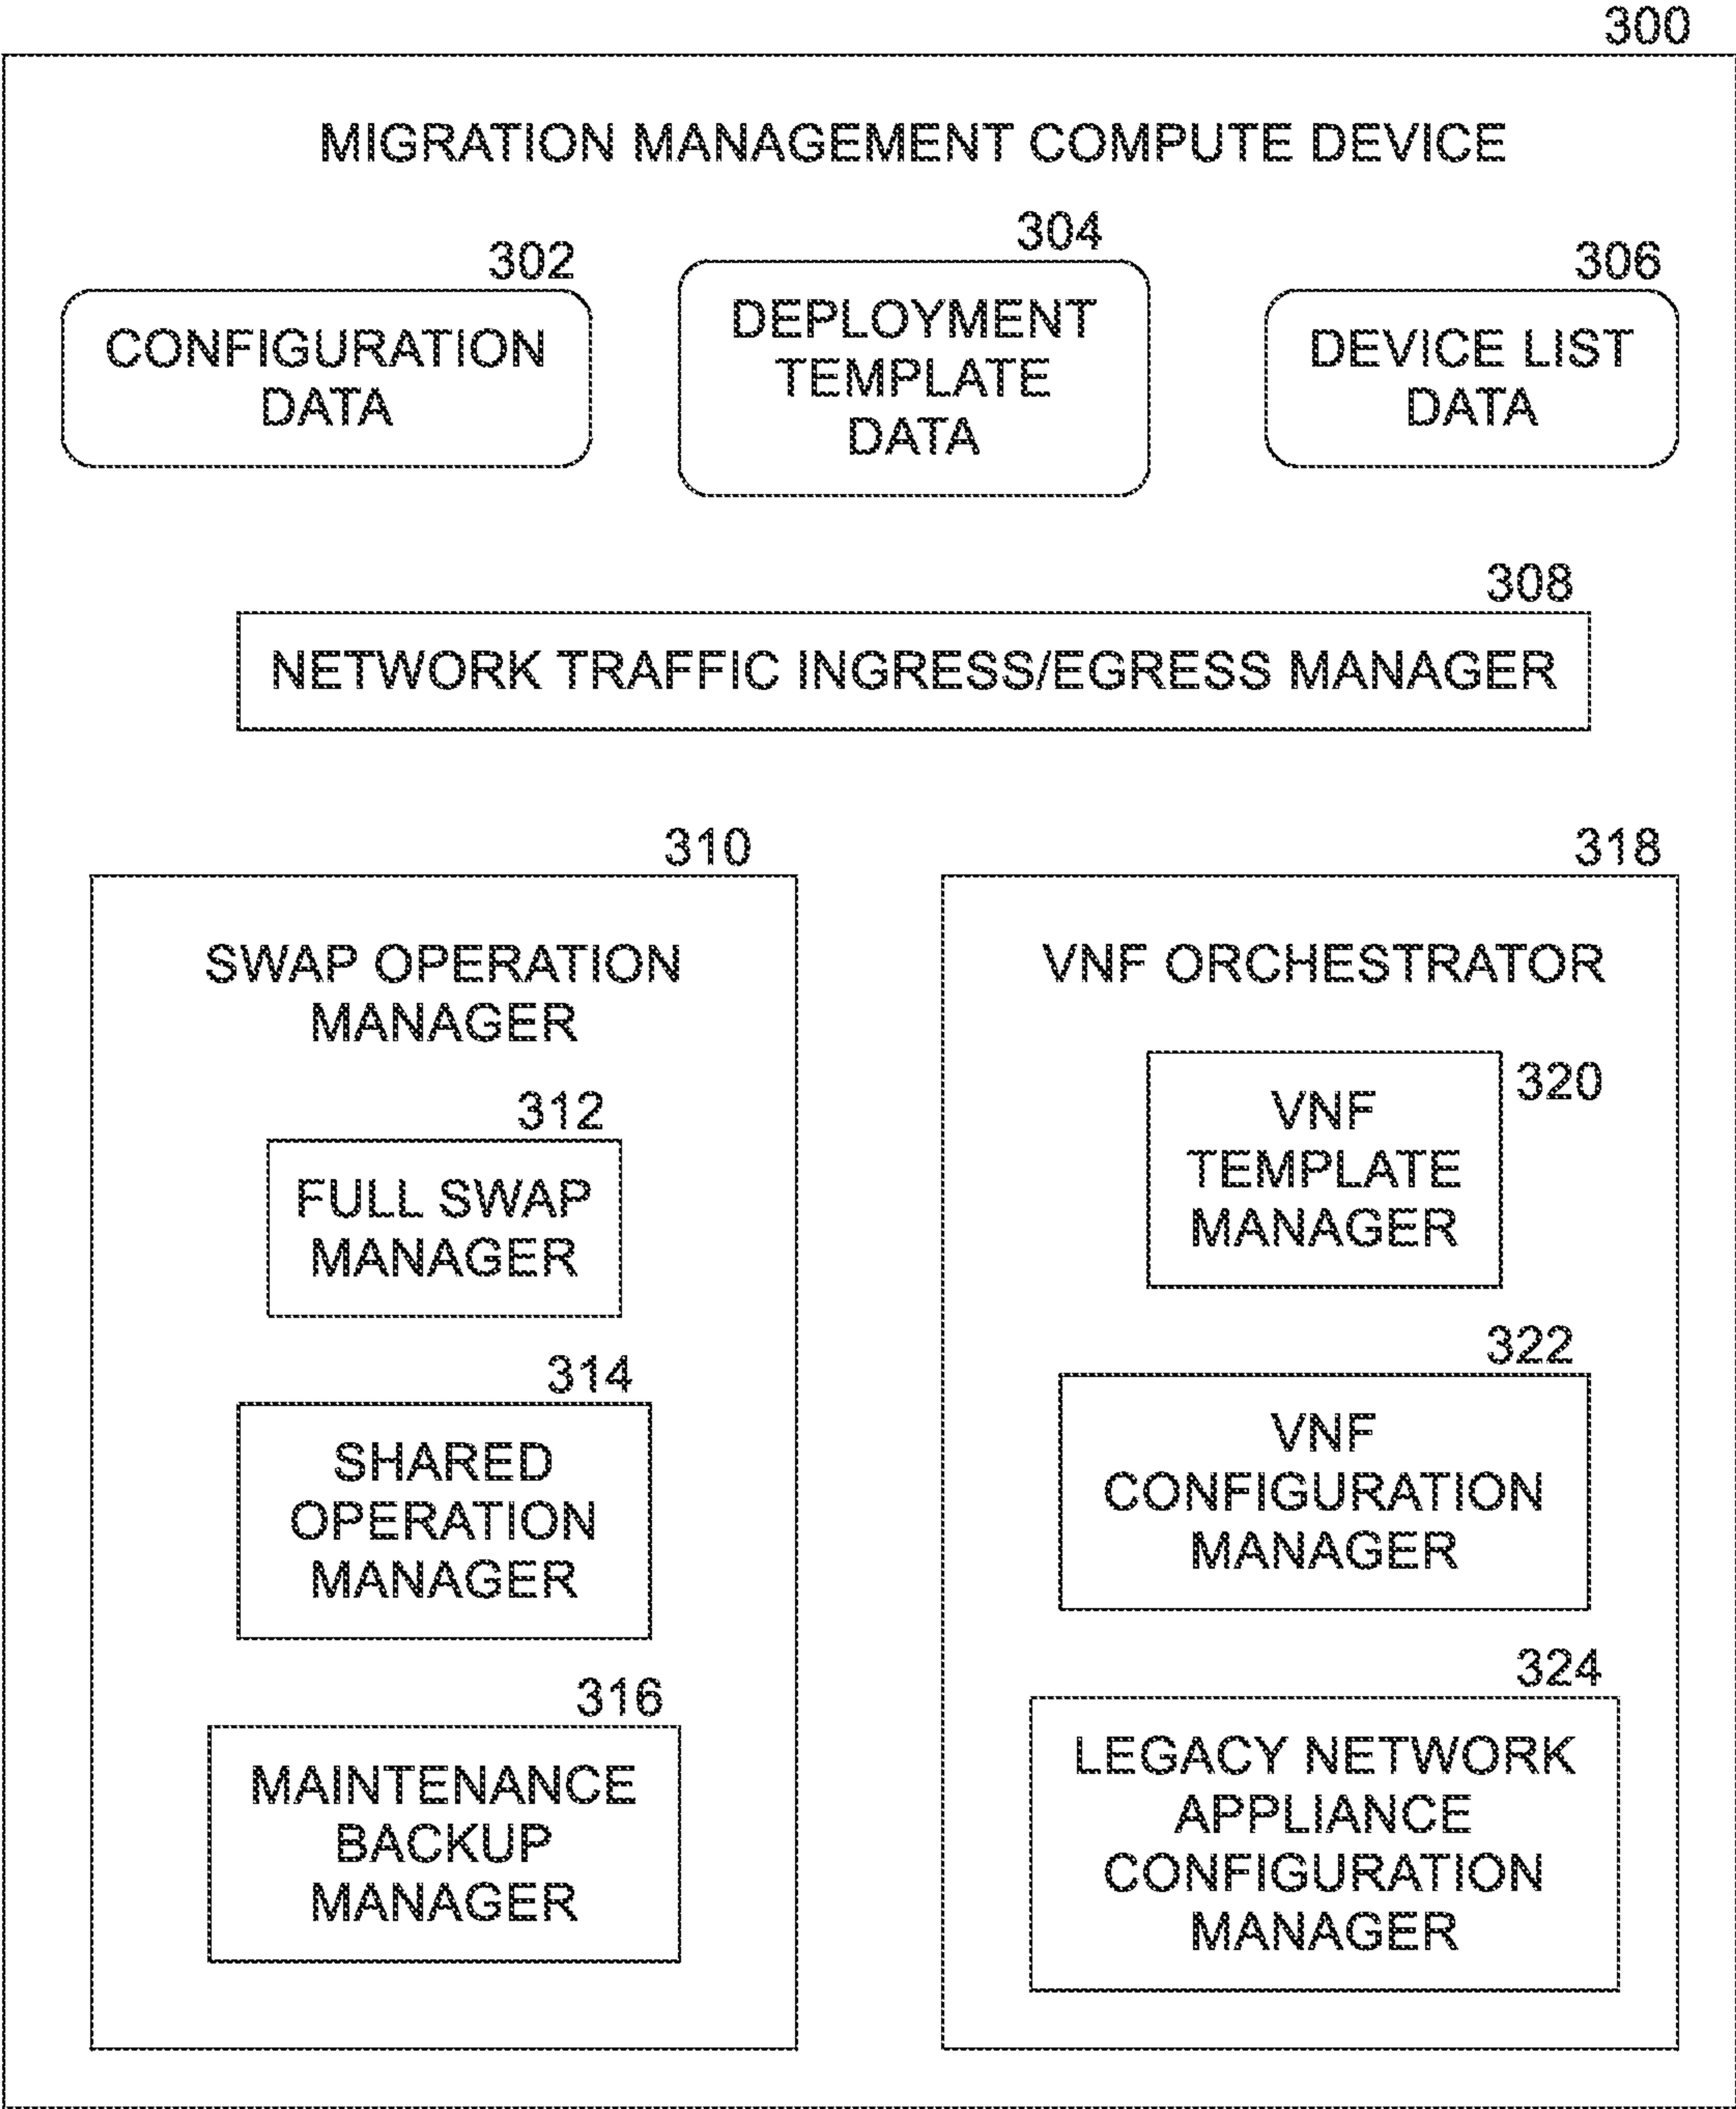 300
MIGRATION MANAGEMENT COMPUTE DEVICE
302
CONFIGURATION
DATA
304
DEPLOYMENT
TEMPLATE
DATA
306
DEVICE LIST
DATA
308
NETWORK TRAFFIC INGRESS/EGRESS MANAGER
310
SWAP OPERATION
MANAGER
312
FULL SWAP
MANAGER
314
SHARED
OPERATION
MANAGER
316
MAINTENANCE
BACKUP
MANAGER
318
VNF ORCHESTRATOR
320
VNF
TEMPLATE
MANAGER
322
VNF
CONFIGURATION
MANAGER
324
LEGACY NETWORK
APPLIANCE
CONFIGURATION
MANAGER